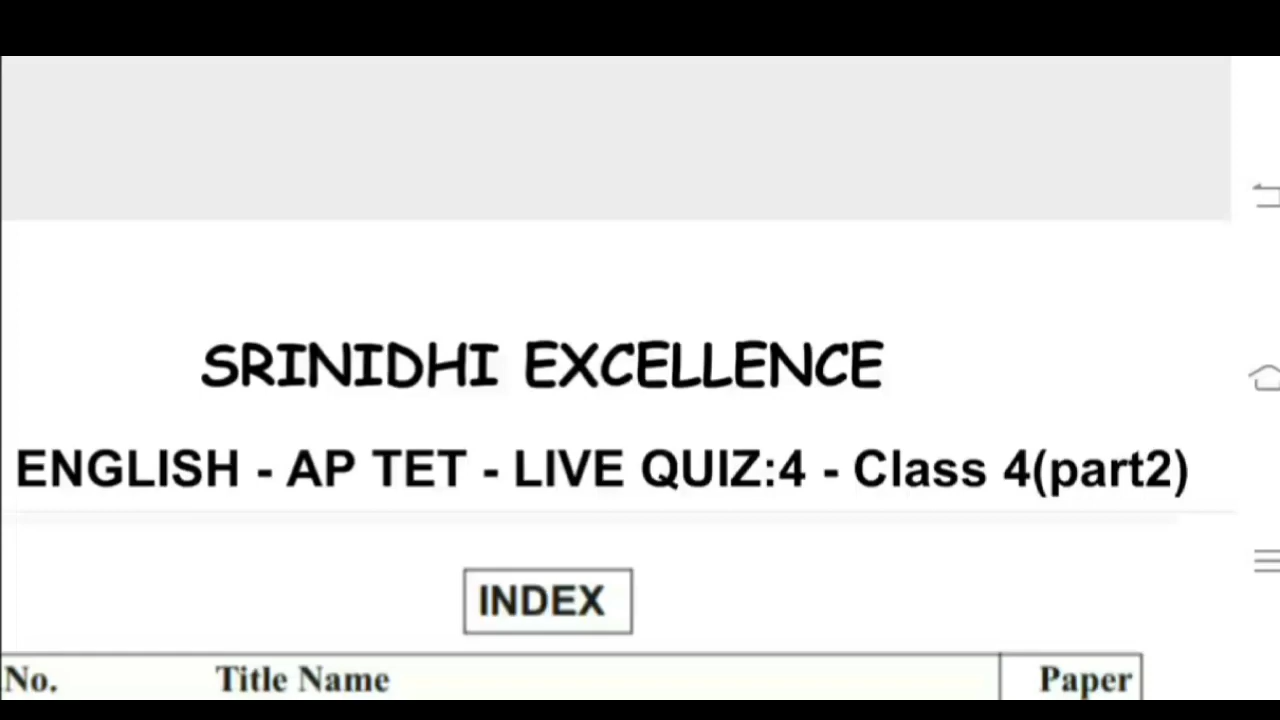 SRINIDHI EXCELLENCE
ENGLISH - AP TET - LIVE QUIZ:4 - Class 4(part2)
INDEX
No. Title Name Paper